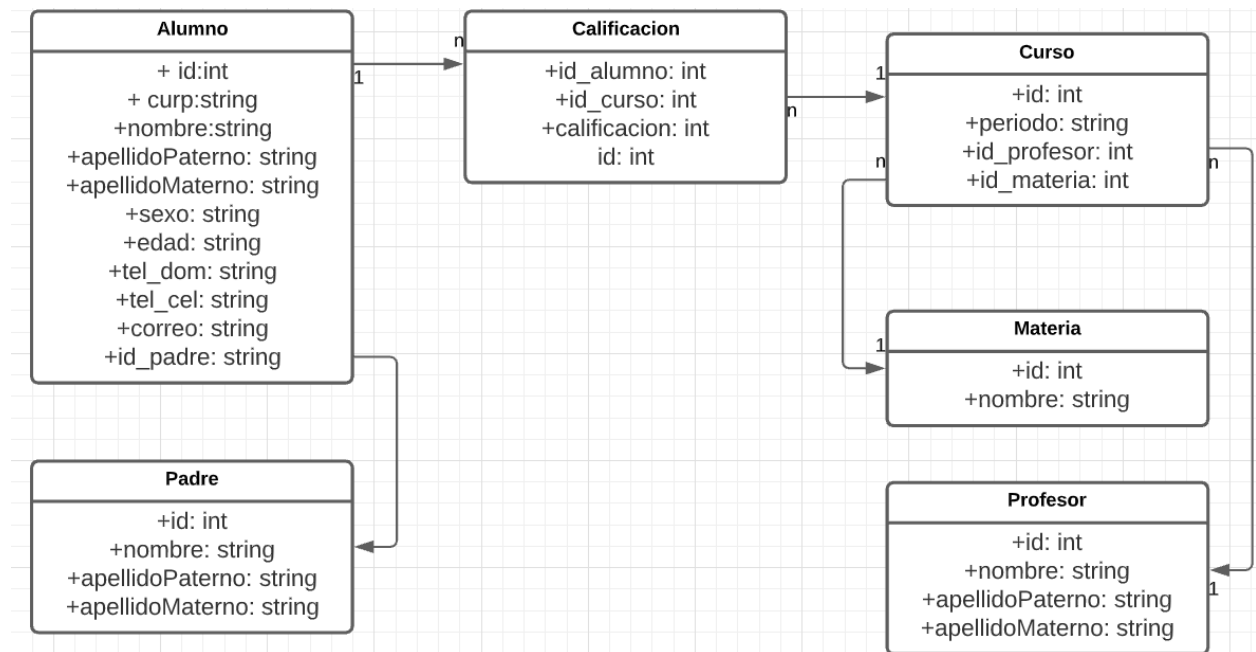 Alumno
+ id:int
+ curp:string
+nombre:string
+apellidoPaterno: string
+apellidoMaterno: string
+sexo: string
+edad: string
+tel_dom: string
+tel_cel: string
+correo: string
+id_padre: string
1
n
Calificacion
+id_alumno: int
+id_curso: int
+calificacion: int
id: int
n
1
Curso
+id: int
+periodo: string
+id_profesor: int
+id_materia: int
n
n
1
Materia
+id: int
+nombre: string
Padre
+id: int
+nombre: string
+apellidoPaterno: string
+apellidoMaterno: string
Profesor
+id: int
+nombre: string
+apellidoPaterno: string
+apellidoMaterno: string
1